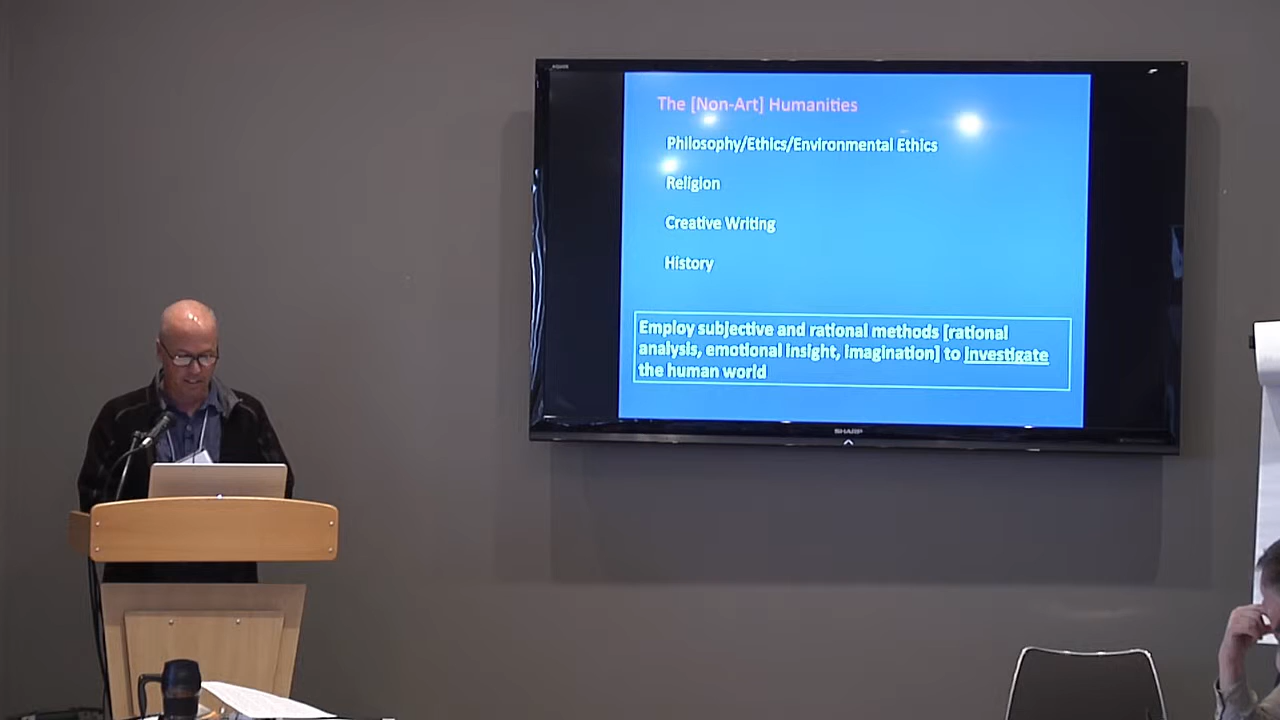 The [Non-Art] Humanities
Philosophy/Ethics/Environmental Ethics
Religion
Creative Writing
History
Employ subjective and rational methods [rational
analysis, emotional insight, imagination] to investigate
the human world
SHARP